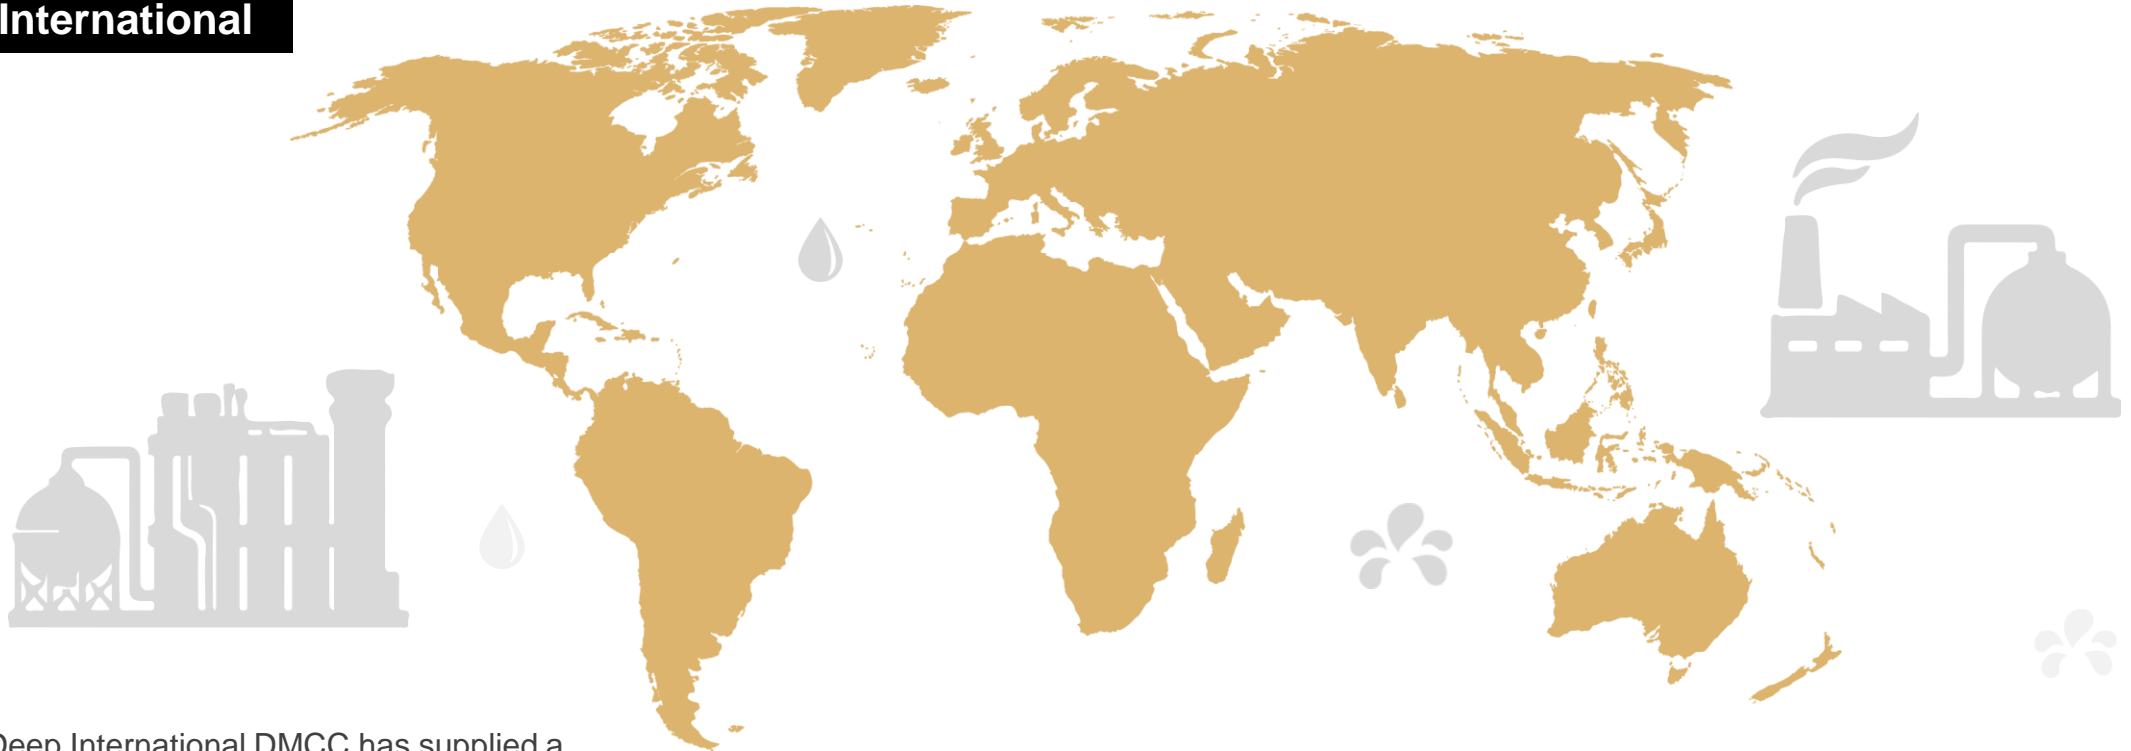 International
Deep International DMCC has supplied a